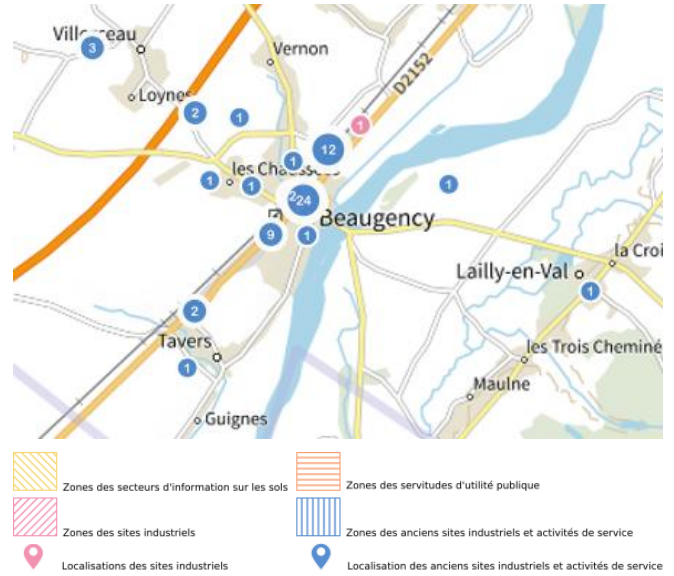 Villorceau
3
Vernon
Loynes
2
1
D2152
1
12
1
les Chaussées
1
1
1
2
24
Beaugency
9
1
la Croi
Lailly-en-Val
1
2
Tavers
1
les Trois Cheminé
Maulne
Guignes
Zones des secteurs d'information sur les sols
Zones des servitudes d'utilité publique
Zones des sites industriels
Zones des anciens sites industriels et activités de service
Localisations des sites industriels
Localisation des anciens sites industriels et activités de service